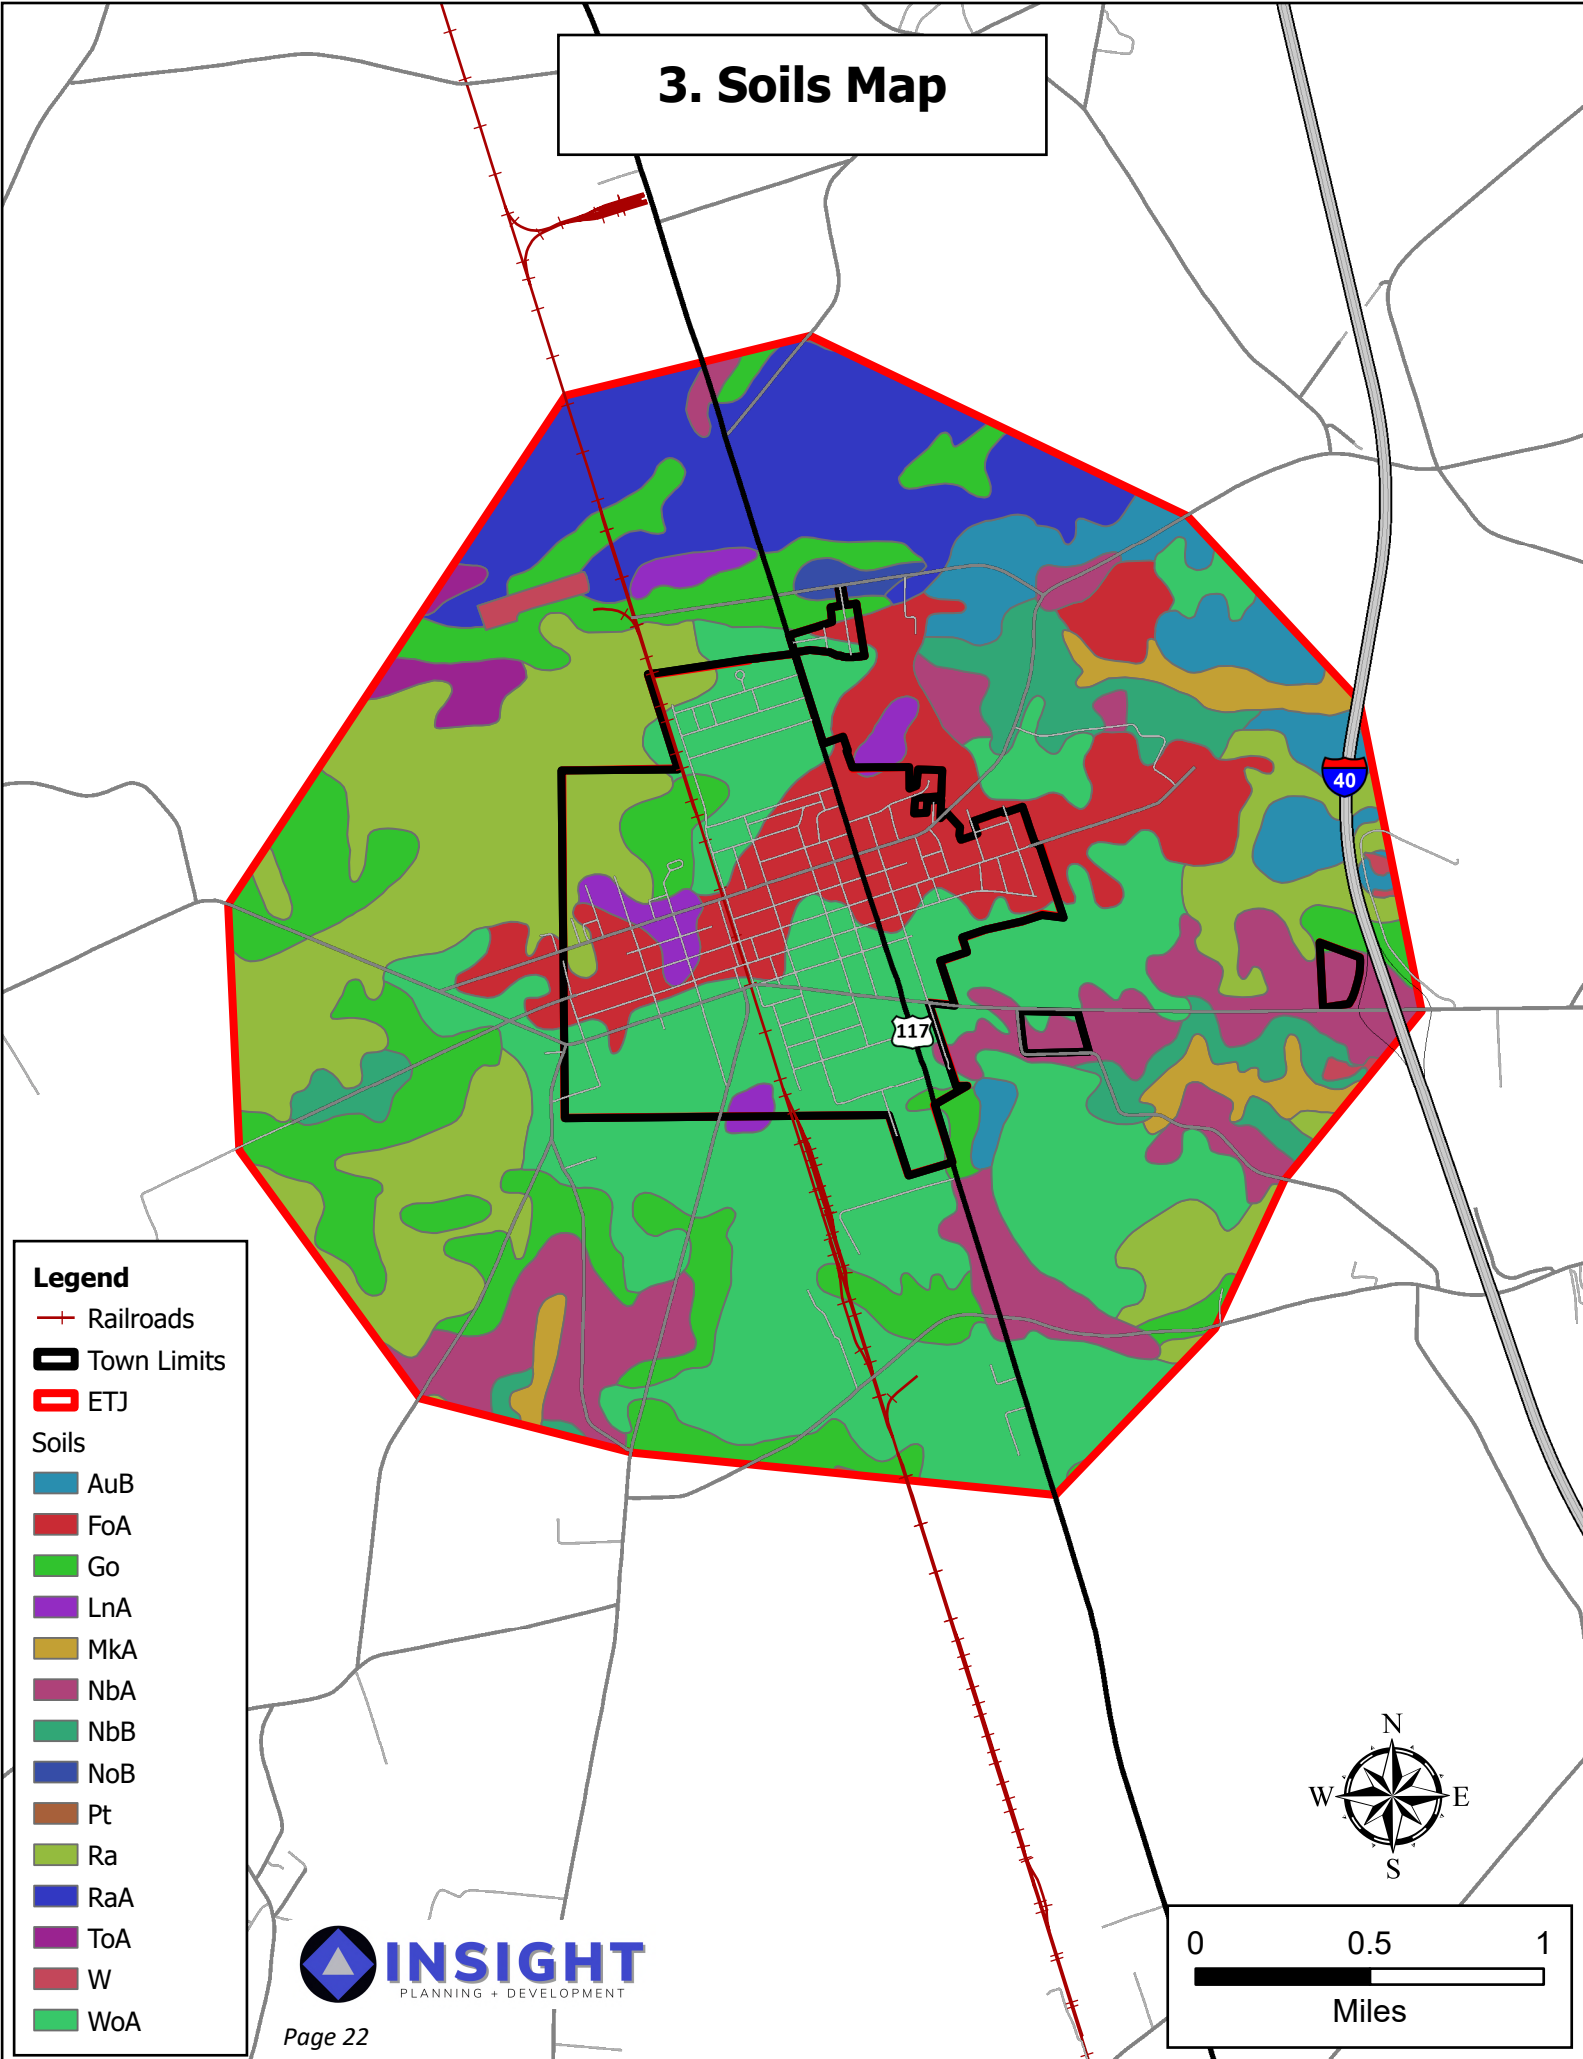 3. Soils Map
40
117
Legend
Railroads
Town Limits
ETJ
Soils
AuB
FoA
Go
LnA
MkA
NbA
NbB
NoB
Pt
Ra
RaA
ToA
W
WoA
N
W E
S
0 0.5 1
Miles
INSIGHT
PLANNING + DEVELOPMENT
Page 22